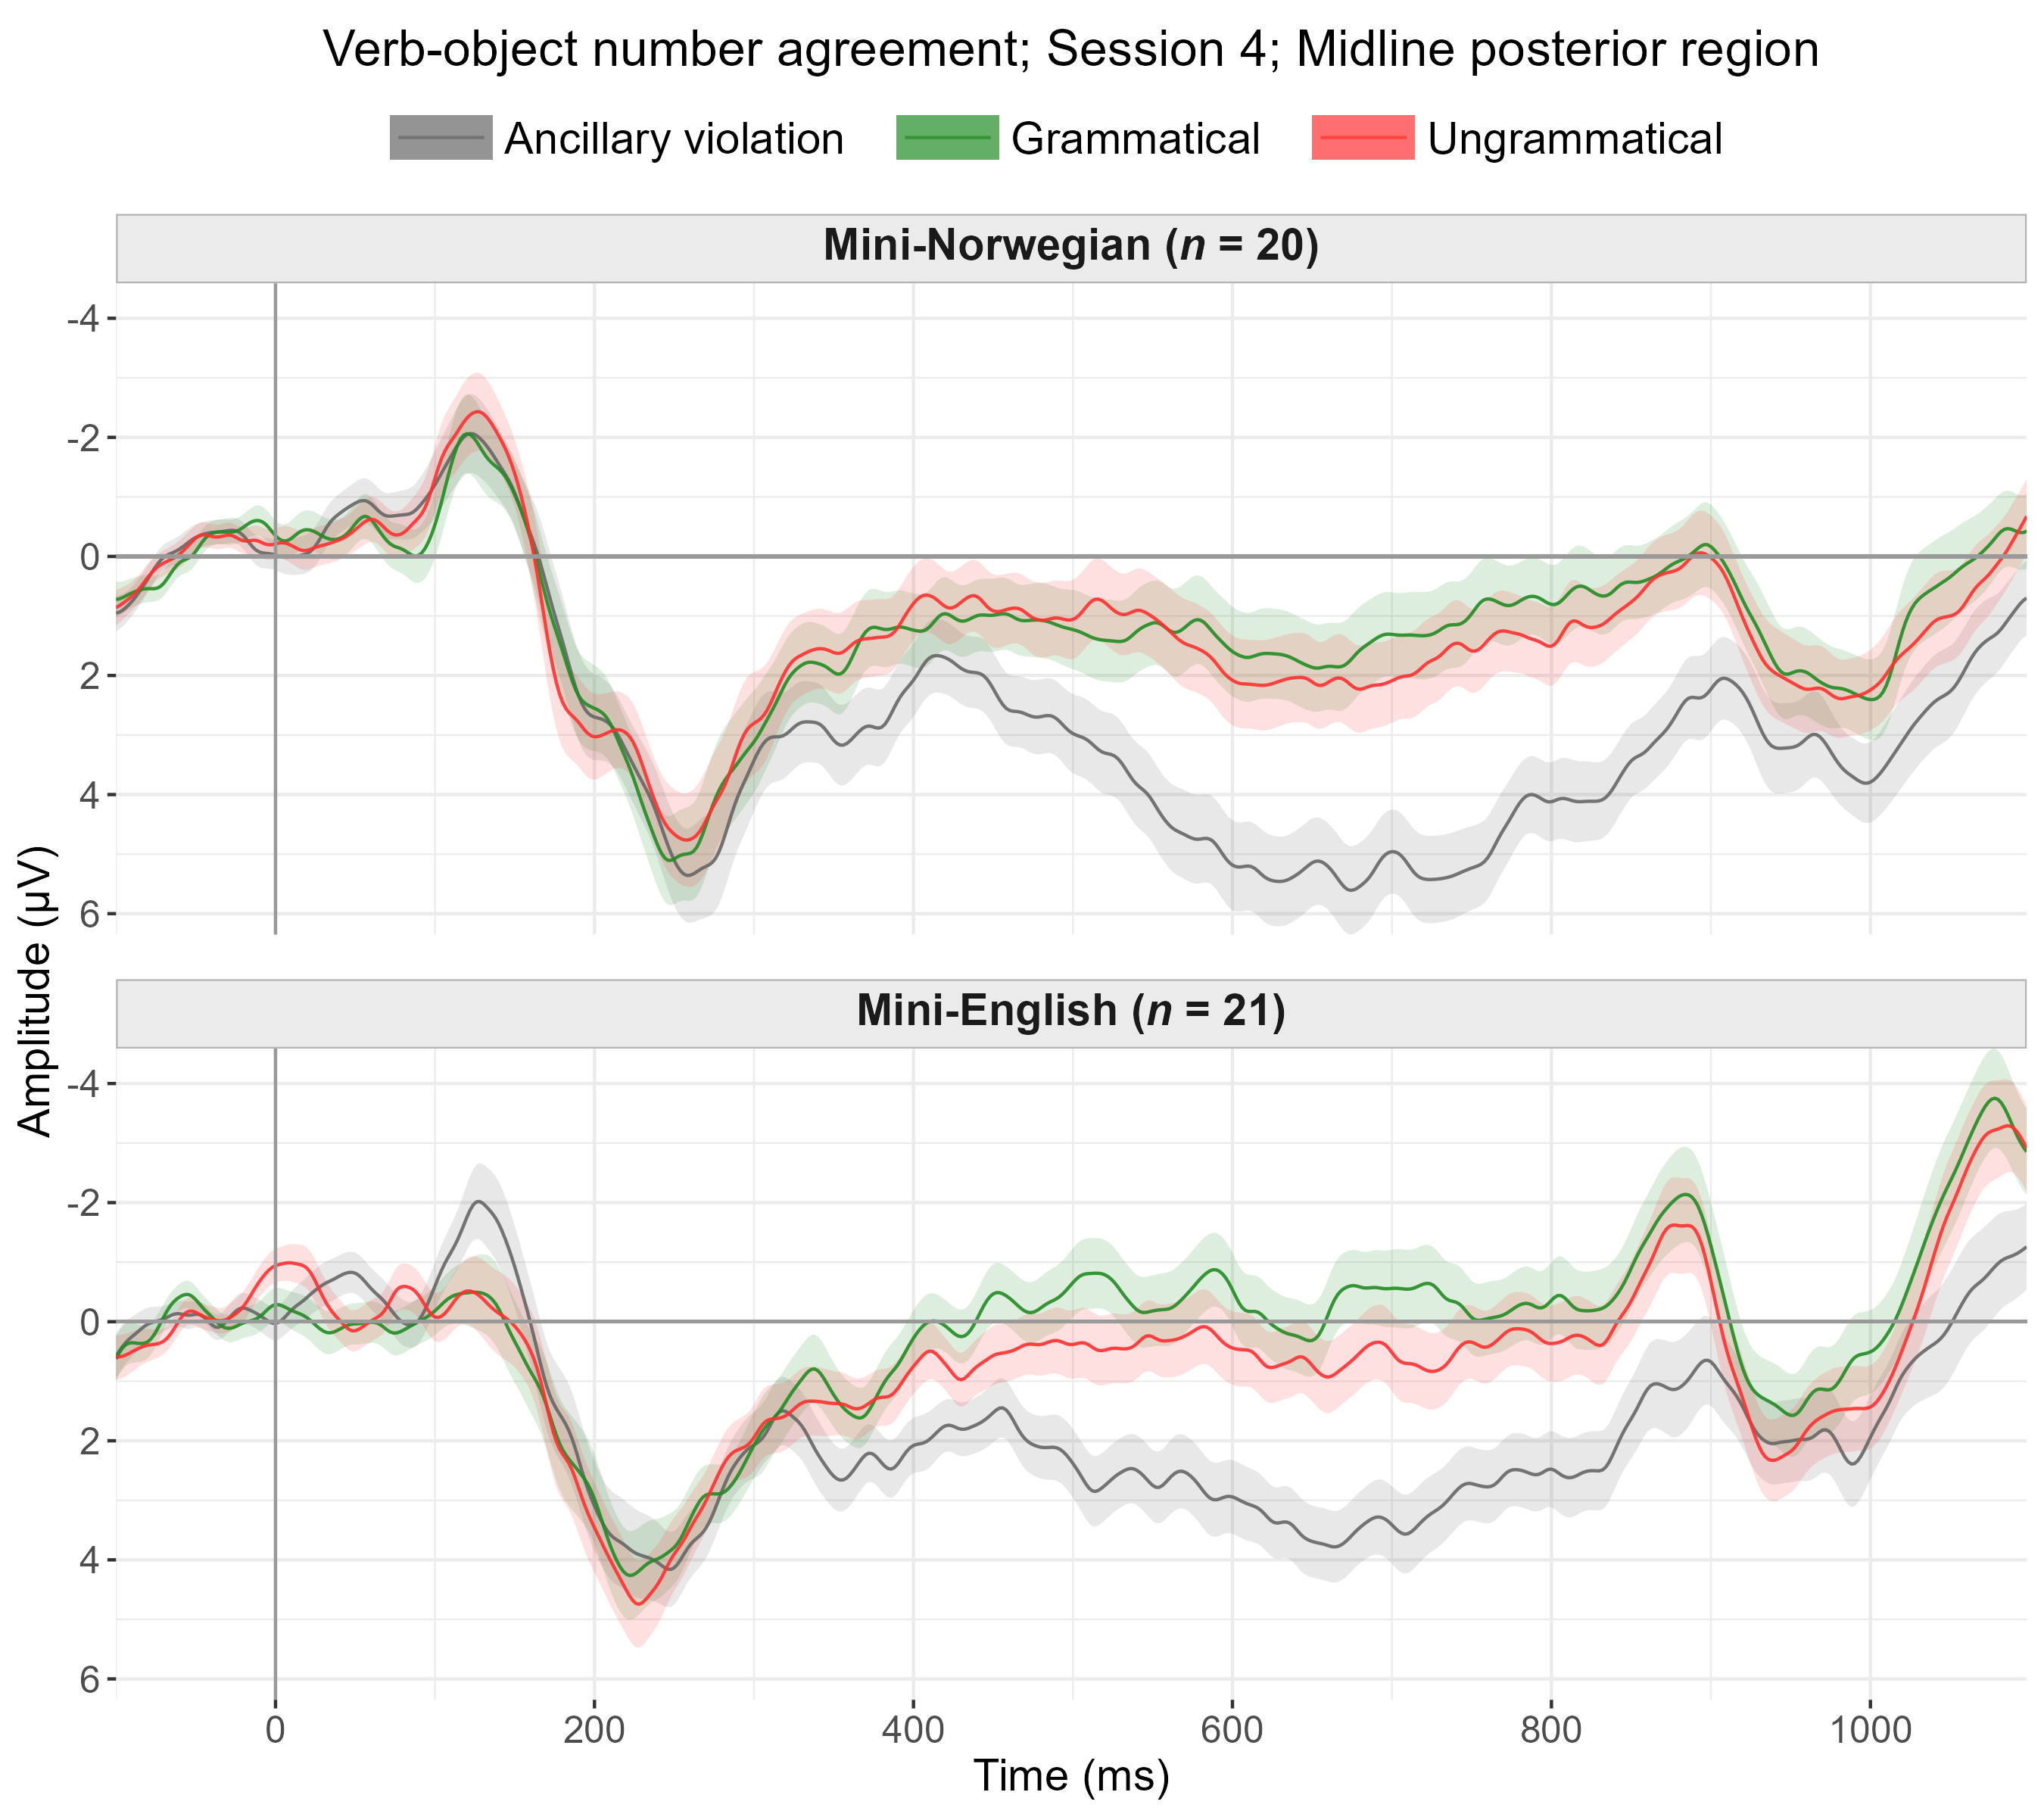 Verb-object number agreement; Session 4; Midline posterior region
Ancillary violation Grammatical Ungrammatical
Mini-Norwegian (n = 20)
-4
-2
0
2
4
6
Amplitude (µV)
Mini-English (n = 21)
-4
-2
0
2
4
6
0 200 400 600 800 1000
Time (ms)